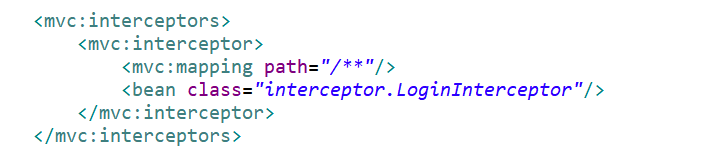 <mvc:interceptors>
    <mvc:interceptor>
        <mvc:mapping path="/**"/>
        <bean class="interceptor.LoginInterceptor"/>
    </mvc:interceptor>
</mvc:interceptors>